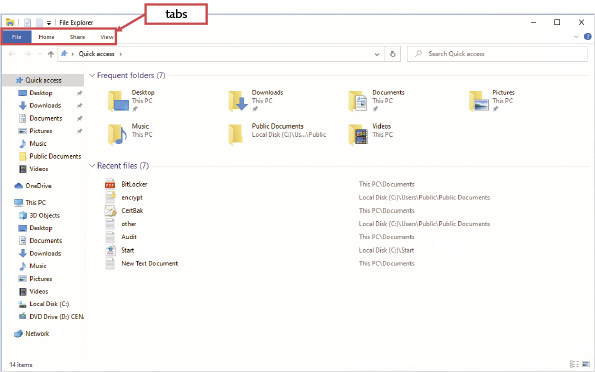 tabs
File Explorer
File Home Share View
Quick access
Search Quick access
Quick access
Desktop
Downloads
Documents
Pictures
Music
Public Documents
Videos
OneDrive
This PC
3D Objects
Desktop
Documents
Downloads
Music
Pictures
Videos
Local Disk (C:)
DVD Drive (D:) CEN
Network
Frequent folders (7)
Desktop
This PC
Downloads
This PC
Documents
This PC
Pictures
This PC
Music
This PC
Public Documents
Local Disk (C:)\Us...\Public
Videos
This PC
Recent files (7)
BitLocker This PC\Documents
encrypt Local Disk (C:)\Users\Public\Public Documents
CertBak This PC\Documents
other Local Disk (C:)\Users\Public\Public Documents
Audit This PC\Documents
Start Local Disk (C:)\Start
New Text Document This PC\Documents
14 items